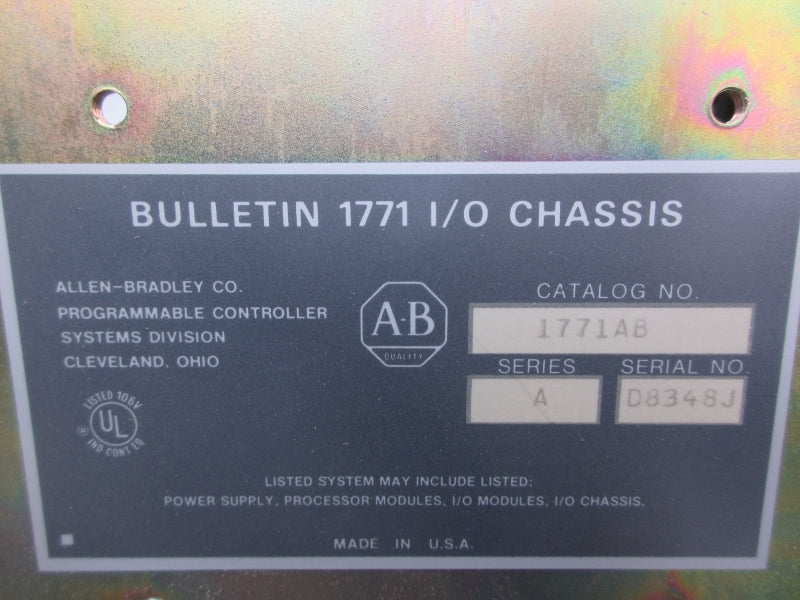 BULLETIN 1771 I/O CHASSIS
ALLEN-BRADLEY CO.
PROGRAMMABLE CONTROLLER
SYSTEMS DIVISION
CLEVELAND, OHIO
A-B
QUALITY
CATALOG NO.
1771AB
SERIES
SERIAL NO.
A
D8348J
LISTED 106V
UL
®
IND CONT EQ
LISTED SYSTEM MAY INCLUDE LISTED:
POWER SUPPLY, PROCESSOR MODULES, I/O MODULES, I/O CHASSIS.
MADE IN U.S.A.